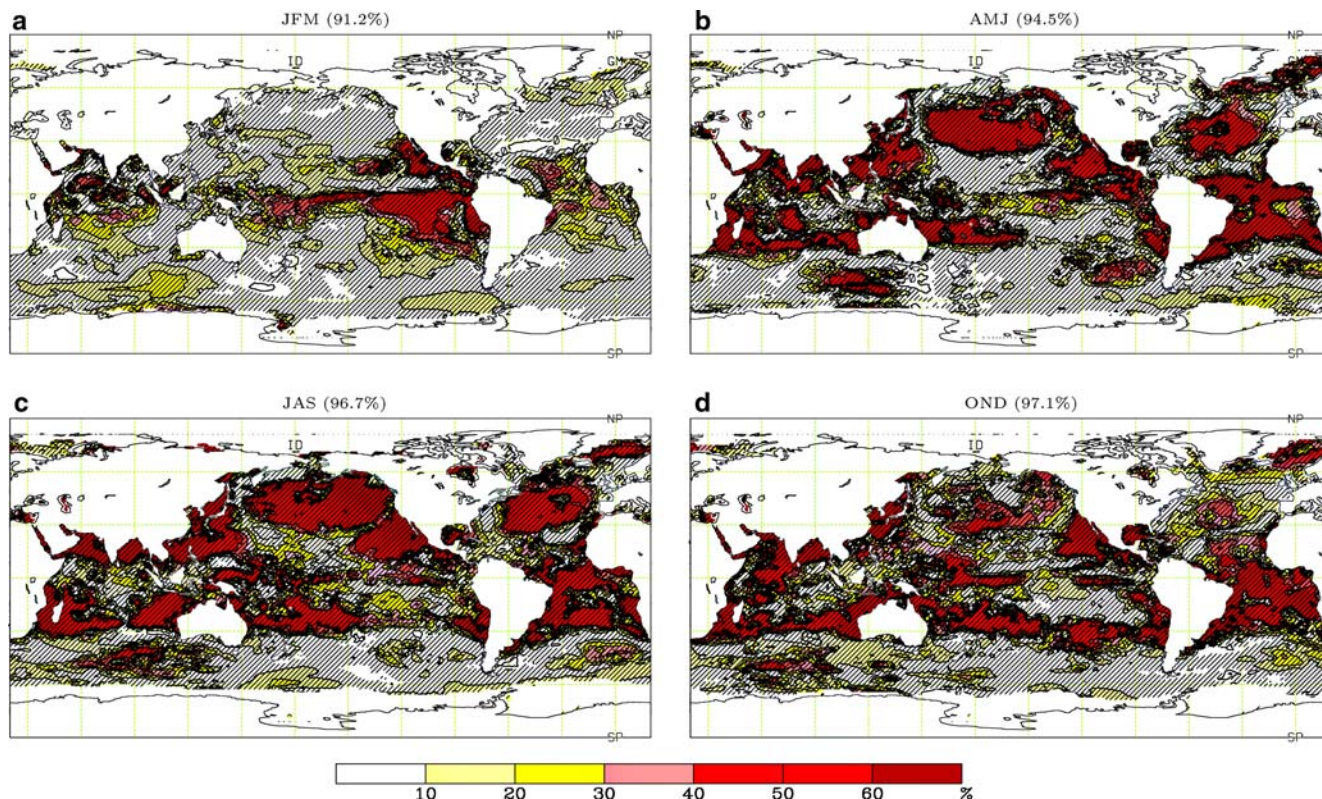 a JFM (91.2%)
NP
GM
ID
SP
b AMJ (94.5%)
NP
GM
ID
SP
c JAS (96.7%)
NP
ID
SP
d OND (97.1%)
NP
ID
SP
10 20 30 40 50 60 %